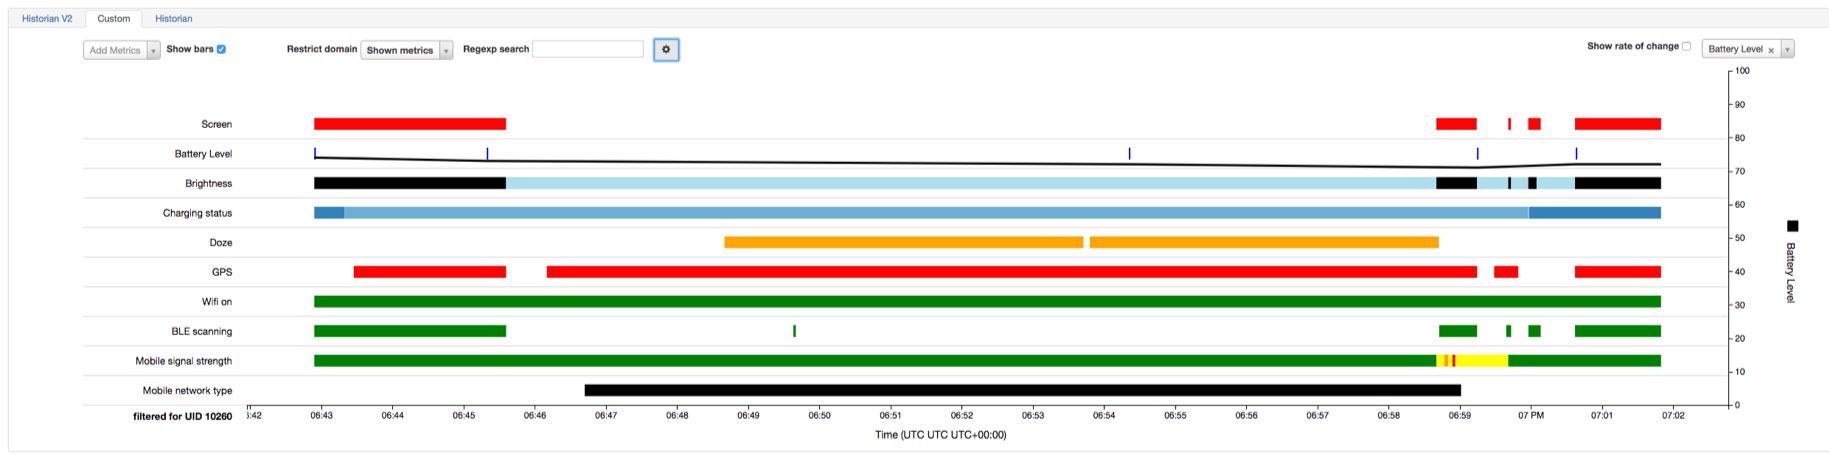 Historian V2 Custom Historian
Add Metrics Show bars Restrict domain Shown metrics Regexp search Show rate of change Battery Level ×
100
90
Screen
80
Battery Level
70
Brightness
60
Charging status
50
Doze
40
GPS
Battery Level
30
Wifi on
BLE scanning
20
Mobile signal strength
10
Mobile network type
0
filtered for UID 10260 :42 06:43 06:44 06:45 06:46 06:47 06:48 06:49 06:50 06:51 06:52 06:53 06:54 06:55 06:56 06:57 06:58 06:59 07 PM 07:01 07:02
Time (UTC UTC UTC+00:00)